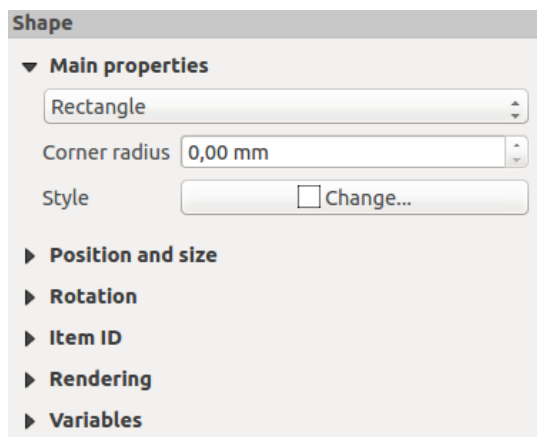 Shape
Main properties
Rectangle
Corner radius 0,00 mm
Style Change...
Position and size
Rotation
Item ID
Rendering
Variables